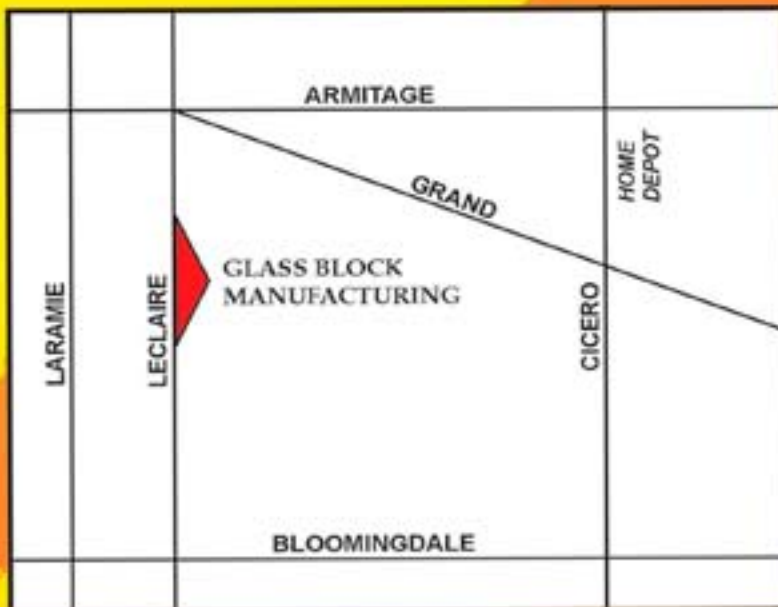 ARMITAGE
HOME
DEPOT
GRAND
GLASS BLOCK
MANUFACTURING
LARAMIE
LECLAIRE
CICERO
BLOOMINGDALE